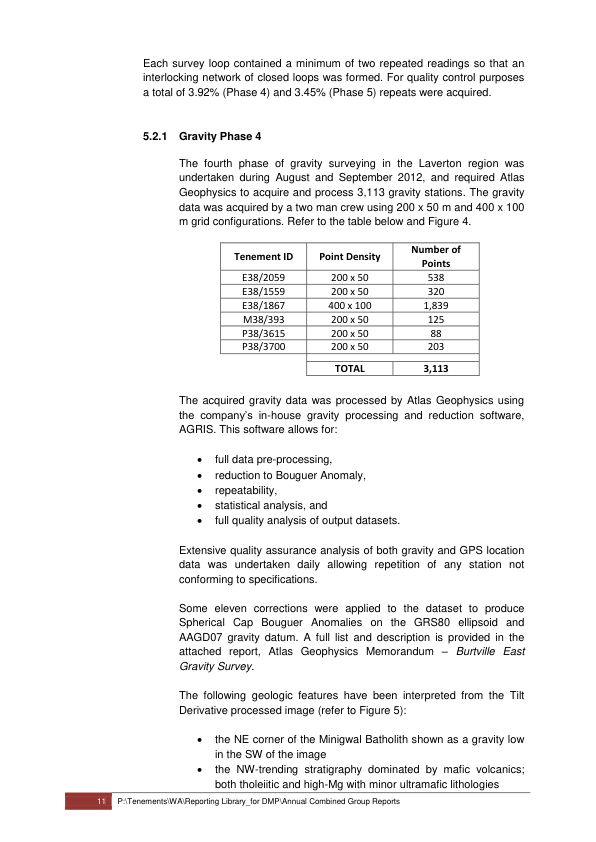 Each survey loop contained a minimum of two repeated readings so that an
interlocking network of closed loops was formed. For quality control purposes
a total of 3.92% (Phase 4) and 3.45% (Phase 5) repeats were acquired.
5.2.1 Gravity Phase 4
The fourth phase of gravity surveying in the Laverton region was
undertaken during August and September 2012, and required Atlas
Geophysics to acquire and process 3,113 gravity stations. The gravity
data was acquired by a two man crew using 200 x 50 m and 400 x 100
m grid configurations. Refer to the table below and Figure 4.
Tenement ID Point Density Number of
Points
E38/2059 200 x 50 538
E38/1559 200 x 50 320
E38/1867 400 x 100 1,839
M38/393 200 x 50 125
P38/3615 200 x 50 88
P38/3700 200 x 50 203
TOTAL 3,113
The acquired gravity data was processed by Atlas Geophysics using
the company's in-house gravity processing and reduction software,
AGRIS. This software allows for:
• full data pre-processing,
• reduction to Bouguer Anomaly,
• repeatability,
• statistical analysis, and
• full quality analysis of output datasets.
Extensive quality assurance analysis of both gravity and GPS location
data was undertaken daily allowing repetition of any station not
conforming to specifications.
Some eleven corrections were applied to the dataset to produce
Spherical Cap Bouguer Anomalies on the GRS80 ellipsoid and
AAGD07 gravity datum. A full list and description is provided in the
attached report, Atlas Geophysics Memorandum – Burtville East
Gravity Survey.
The following geologic features have been interpreted from the Tilt
Derivative processed image (refer to Figure 5):
• the NE corner of the Minigwal Batholith shown as a gravity low
in the SW of the image
• the NW-trending stratigraphy dominated by mafic volcanics;
both tholeiitic and high-Mg with minor ultramafic lithologies
11 P:\Tenements\WA\Reporting Library_for DMP\Annual Combined Group Reports